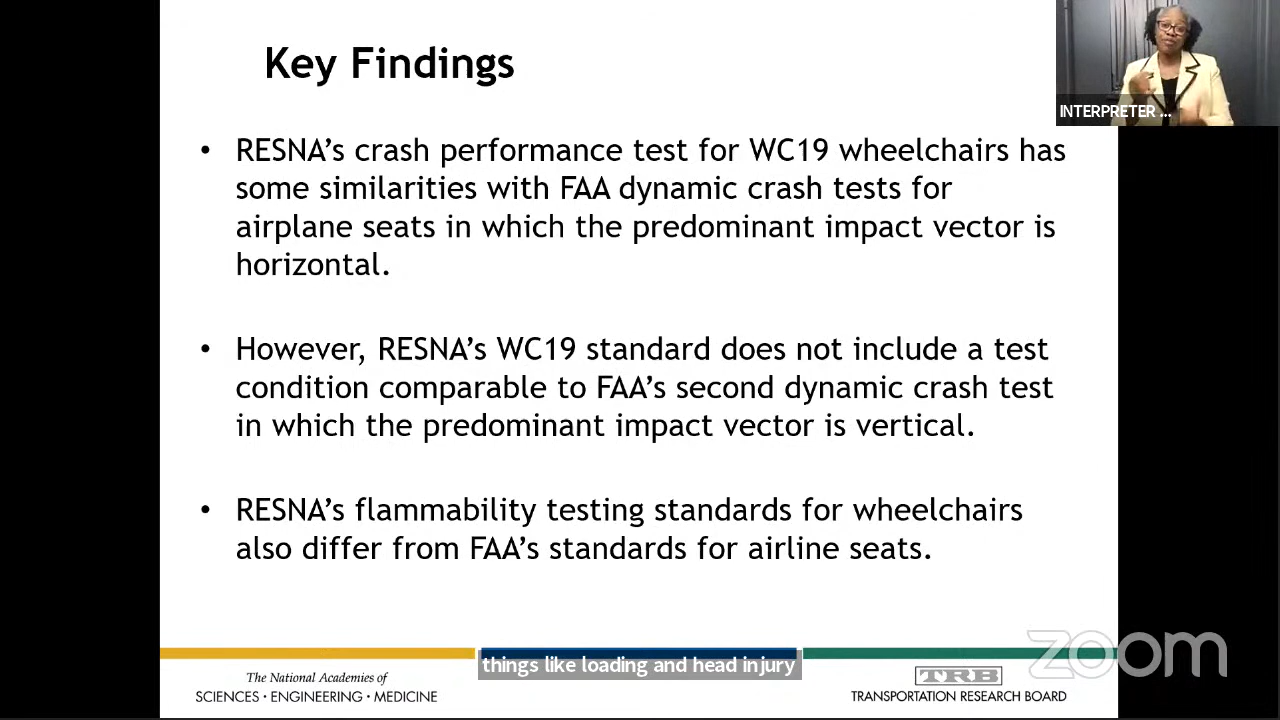 Key Findings
INTERPRETER ...
• RESNA’s crash performance test for WC19 wheelchairs has
some similarities with FAA dynamic crash tests for
airplane seats in which the predominant impact vector is
horizontal.
• However, RESNA’s WC19 standard does not include a test
condition comparable to FAA’s second dynamic crash test
in which the predominant impact vector is vertical.
• RESNA’s flammability testing standards for wheelchairs
also differ from FAA’s standards for airline seats.
zoom
things like loading and head injury
The National Academies of
SCIENCES • ENGINEERING • MEDICINE
TRB
TRANSPORTATION RESEARCH BOARD